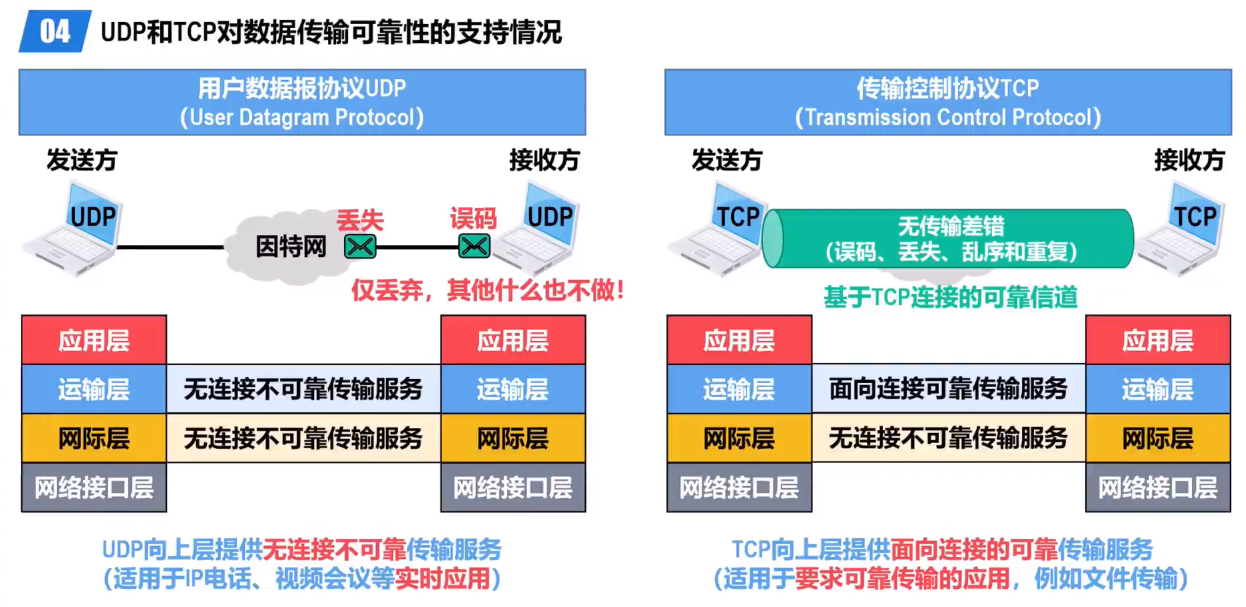 04 UDP和TCP对数据传输可靠性的支持情况
用户数据报协议UDP
（User Datagram Protocol）
发送方 接收方
UDP UDP
丢失 误码
因特网
仅丢弃，其他什么也不做！
应用层 应用层
运输层 无连接不可靠传输服务 运输层
网际层 无连接不可靠传输服务 网际层
网络接口层 网络接口层
UDP向上层提供无连接不可靠传输服务
（适用于IP电话、视频会议等实时应用）
传输控制协议TCP
（Transmission Control Protocol）
发送方 接收方
TCP TCP
无传输差错
（误码、丢失、乱序和重复）
基于TCP连接的可靠信道
应用层 应用层
运输层 面向连接可靠传输服务 运输层
网际层 无连接不可靠传输服务 网际层
网络接口层 网络接口层
TCP向上层提供面向连接的可靠传输服务
（适用于要求可靠传输的应用，例如文件传输）